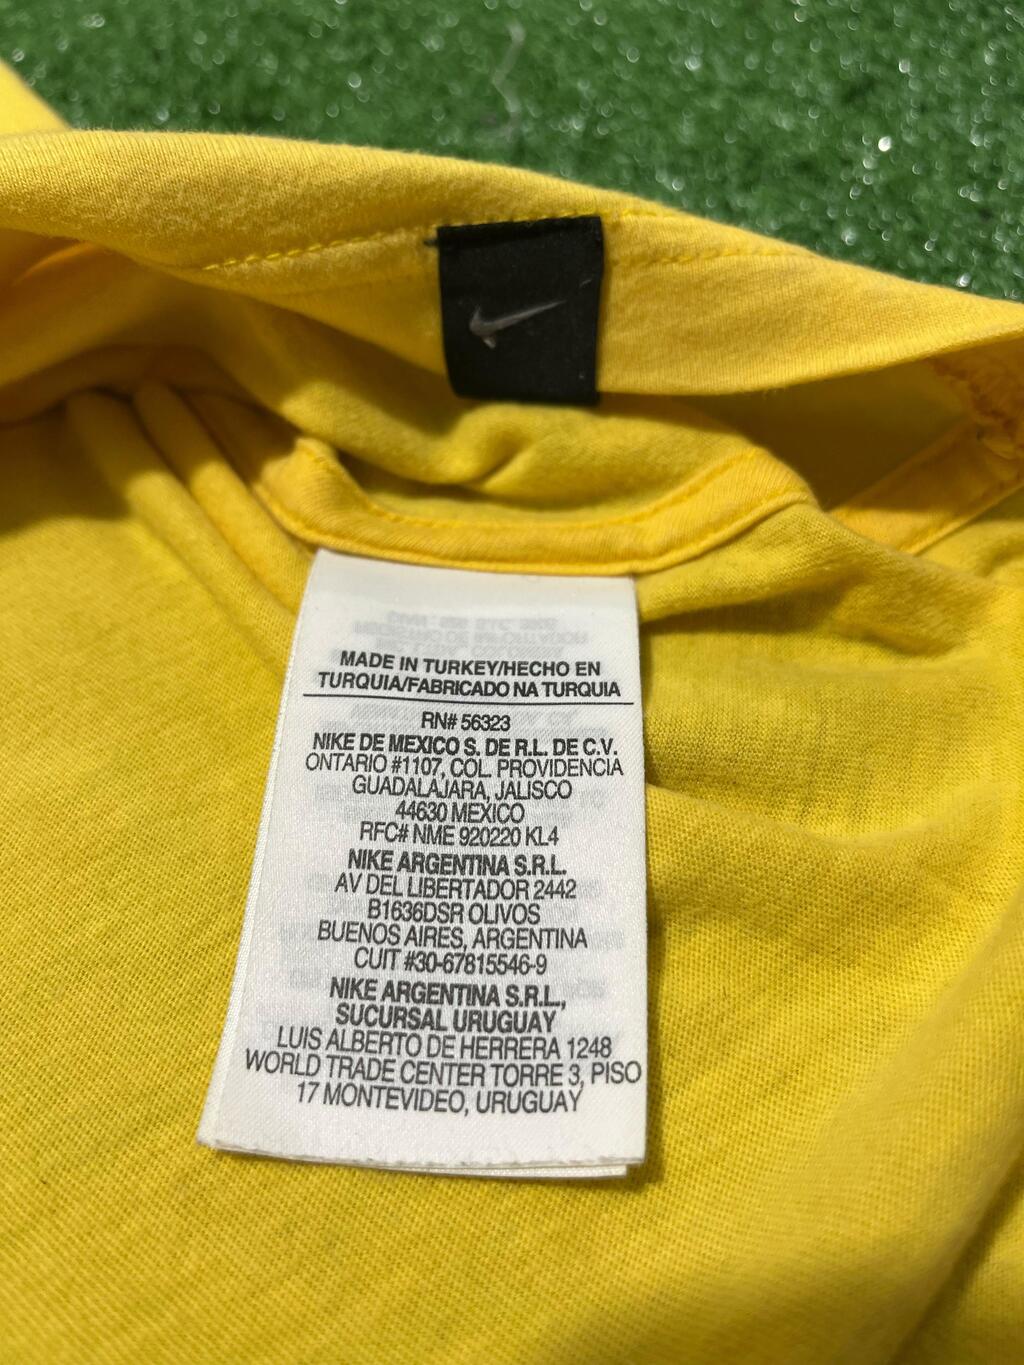 MADE IN TURKEY/HECHO EN
TURQUIA/FABRICADO NA TURQUIA
RN# 56323
NIKE DE MEXICO S. DE R.L. DE C.V.
ONTARIO #1107, COL. PROVIDENCIA
GUADALAJARA, JALISCO
44630 MEXICO
RFC# NME 920220 KL4
NIKE ARGENTINA S.R.L.
AV DEL LIBERTADOR 2442
B1636DSR OLIVOS
BUENOS AIRES, ARGENTINA
CUIT #30-67815546-9
NIKE ARGENTINA S.R.L.,
SUCURSAL URUGUAY
LUIS ALBERTO DE HERRERA 1248
WORLD TRADE CENTER TORRE 3, PISO
17 MONTEVIDEO, URUGUAY